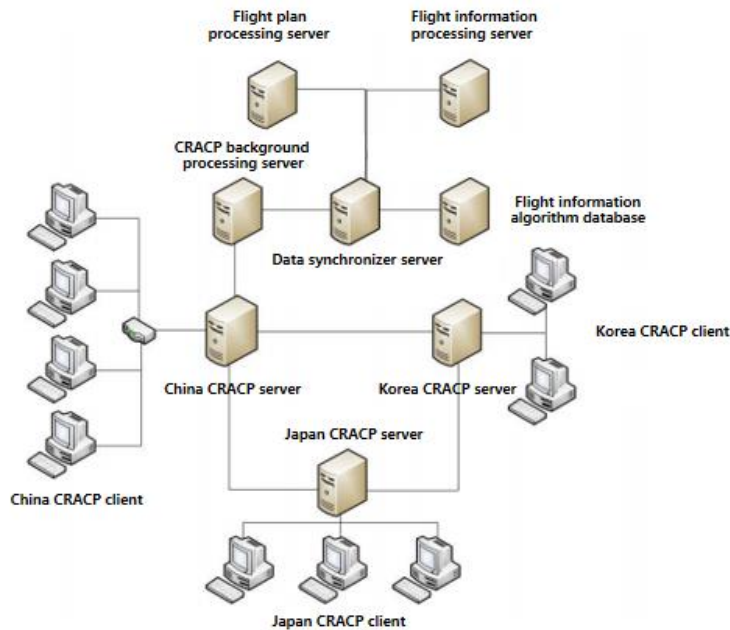 Flight plan
processing server
Flight information
processing server
CRACP background
processing server
Flight information
algorithm database
Data synchronizer server
Korea CRACP client
China CRACP server
Korea CRACP server
Japan CRACP server
China CRACP client
Japan CRACP client